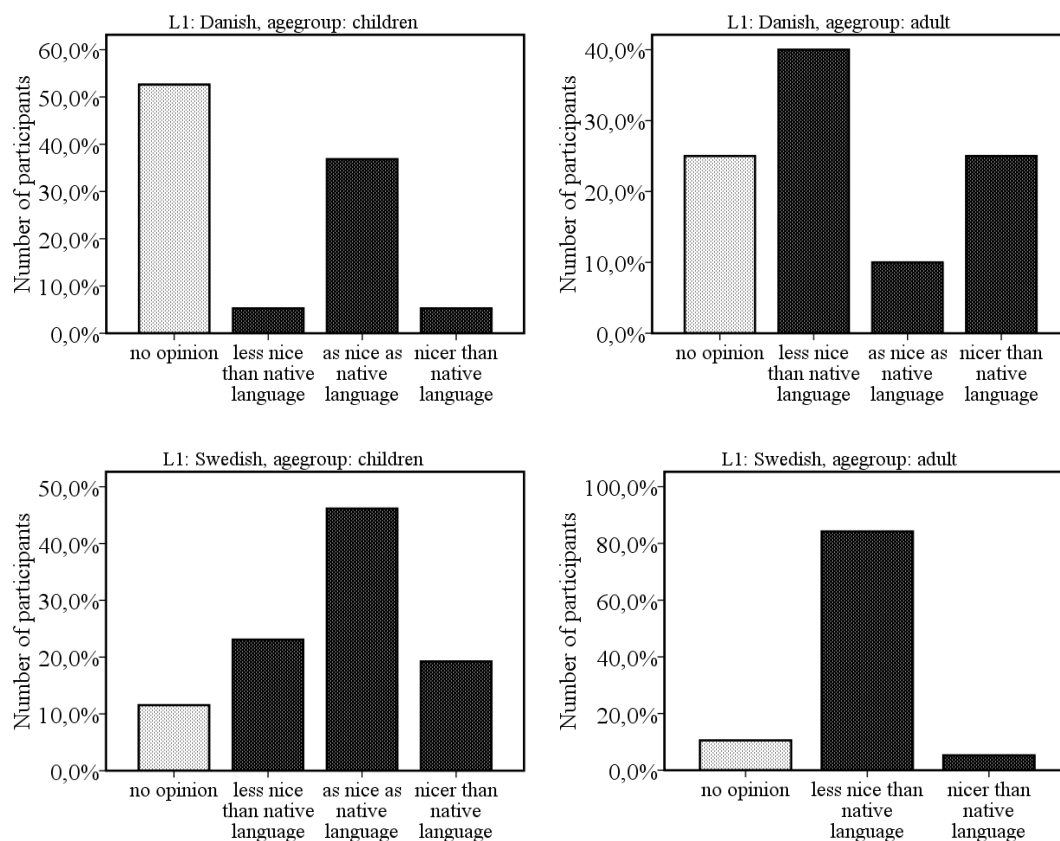 L1: Danish, agegroup: children
Number of participants
60,0%
50,0%
40,0%
30,0%
20,0%
10,0%
0,0%
no opinion
less nice
than native
language
as nice as
native
language
nicer than
native
language
L1: Danish, agegroup: adult
Number of participants
40,0%
30,0%
20,0%
10,0%
0,0%
no opinion
less nice
than native
language
as nice as
native
language
nicer than
native
language
L1: Swedish, agegroup: children
Number of participants
50,0%
40,0%
30,0%
20,0%
10,0%
0,0%
no opinion
less nice
than native
language
as nice as
native
language
nicer than
native
language
L1: Swedish, agegroup: adult
Number of participants
100,0%
80,0%
60,0%
40,0%
20,0%
0,0%
no opinion
less nice than
native
language
nicer than
native
language